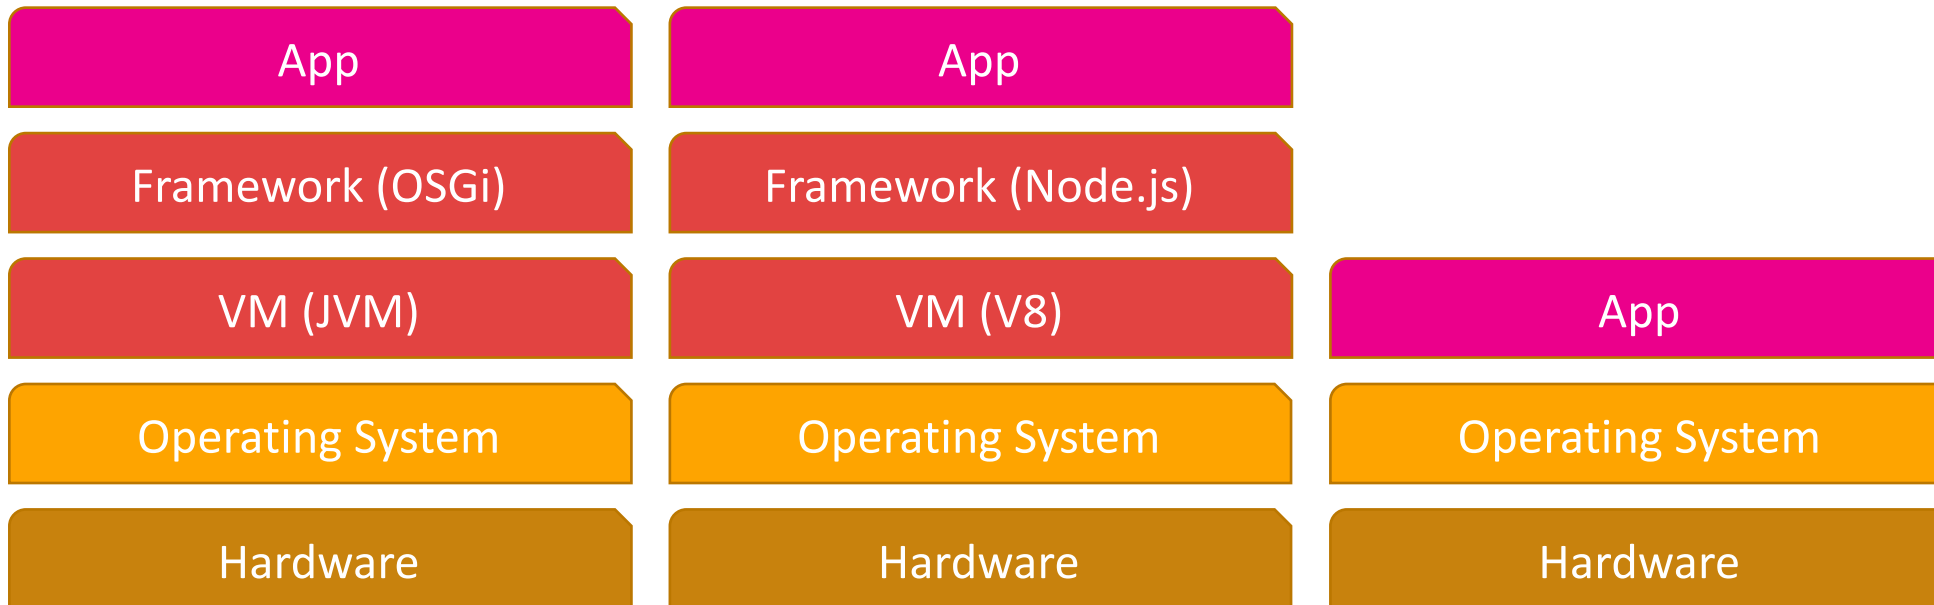 App
App
Framework (OSGi)
Framework (Node.js)
VM (JVM)
VM (V8)
App
Operating System
Operating System
Operating System
Hardware
Hardware
Hardware